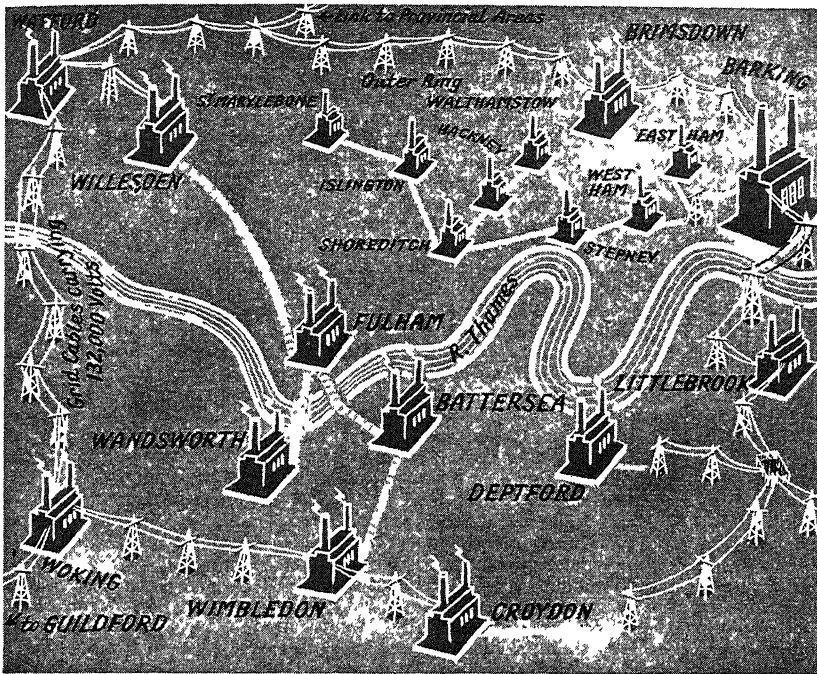 WATFORD
←Link to Provincial Areas
BRIMSDOWN
Outer Ring
BARKING
St MARYLEBONE
WALTHAMSTOW
HACKNEY
EAST HAM
WILLESDEN
ISLINGTON
WEST
HAM
SHOREDITCH
STEPNEY
Grid Cables carrying
132,000 Volts
R. Thames
FULHAM
LITTLEBROOK
BATTERSEA
WANDSWORTH
DEPTFORD
WOKING
WIMBLEDON
CROYDON
to GUILDFORD